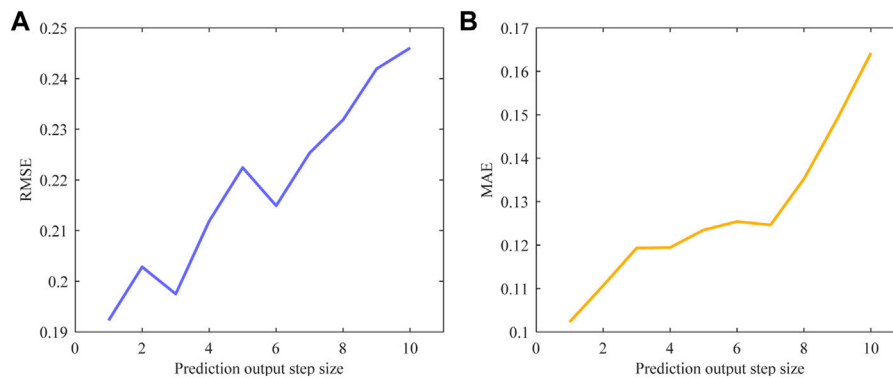 A
0.25
0.24
0.23
0.22
0.21
0.2
0.19
RMSE
0 2 4 6 8 10
Prediction output step size
B
0.17
0.16
0.15
0.14
0.13
0.12
0.11
0.1
MAE
0 2 4 6 8 10
Prediction output step size